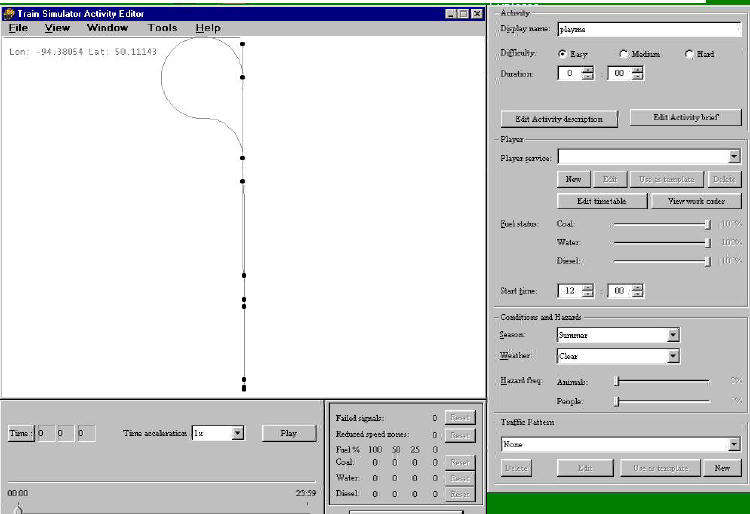 Train Simulator Activity Editor
File View Window Tools Help
Lon: -94.38054 Lat: 50.11143
Time: 0 0 0 Time acceleration 1x Play
00:00 23:59
Failed signals: 0 Reset
Reduced speed zones: 0 Reset
Fuel % 100 50 25 0
Coal: 0 0 0 0 Reset
Water: 0 0 0 0 Reset
Diesel: 0 0 0 0 Reset
Activity
Display name: playme
Difficulty: Easy Medium Hard
Duration: 0 : 00
Edit Activity description Edit Activity brief
Player
Player service:
New Edit Use as template Delete
Edit timetable View work order
Fuel status: Coal: 100%
Water: 100%
Diesel: 100%
Start time: 12 : 00
Conditions and Hazards
Season: Summer
Weather: Clear
Hazard freq: Animals:
People:
Traffic Pattern
None
Delete Edit Use as template New